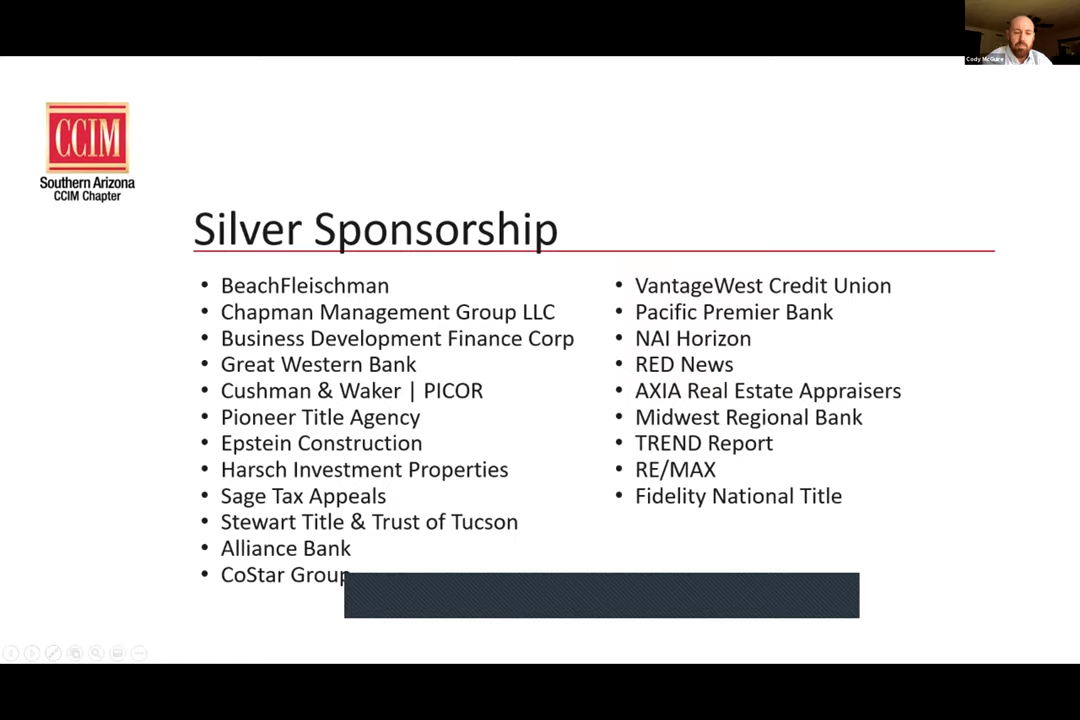 Cody McGuire
CCIM
Southern Arizona
CCIM Chapter
Silver Sponsorship
• BeachFleischman
• Chapman Management Group LLC
• Business Development Finance Corp
• Great Western Bank
• Cushman & Waker | PICOR
• Pioneer Title Agency
• Epstein Construction
• Harsch Investment Properties
• Sage Tax Appeals
• Stewart Title & Trust of Tucson
• Alliance Bank
• CoStar Group
• VantageWest Credit Union
• Pacific Premier Bank
• NAI Horizon
• RED News
• AXIA Real Estate Appraisers
• Midwest Regional Bank
• TREND Report
• RE/MAX
• Fidelity National Title